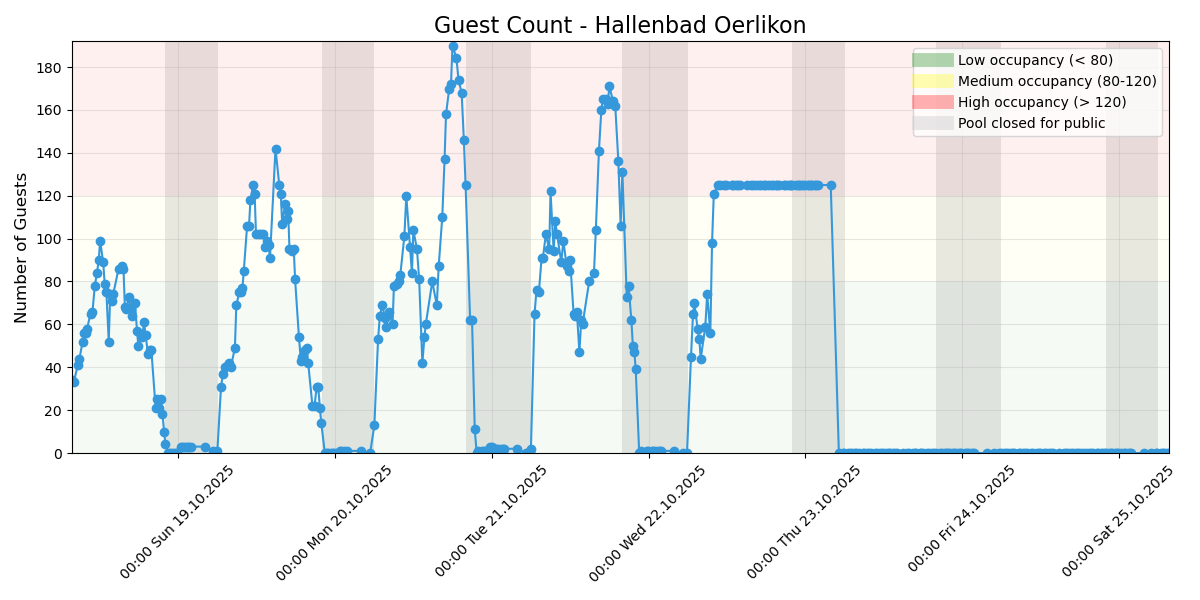 Guest Count - Hallenbad Oerlikon
Number of Guests
180
160
140
120
100
80
60
40
20
0
Low occupancy (< 80)
Medium occupancy (80-120)
High occupancy (> 120)
Pool closed for public
00:00 Sun 19.10.2025
00:00 Mon 20.10.2025
00:00 Tue 21.10.2025
00:00 Wed 22.10.2025
00:00 Thu 23.10.2025
00:00 Fri 24.10.2025
00:00 Sat 25.10.2025